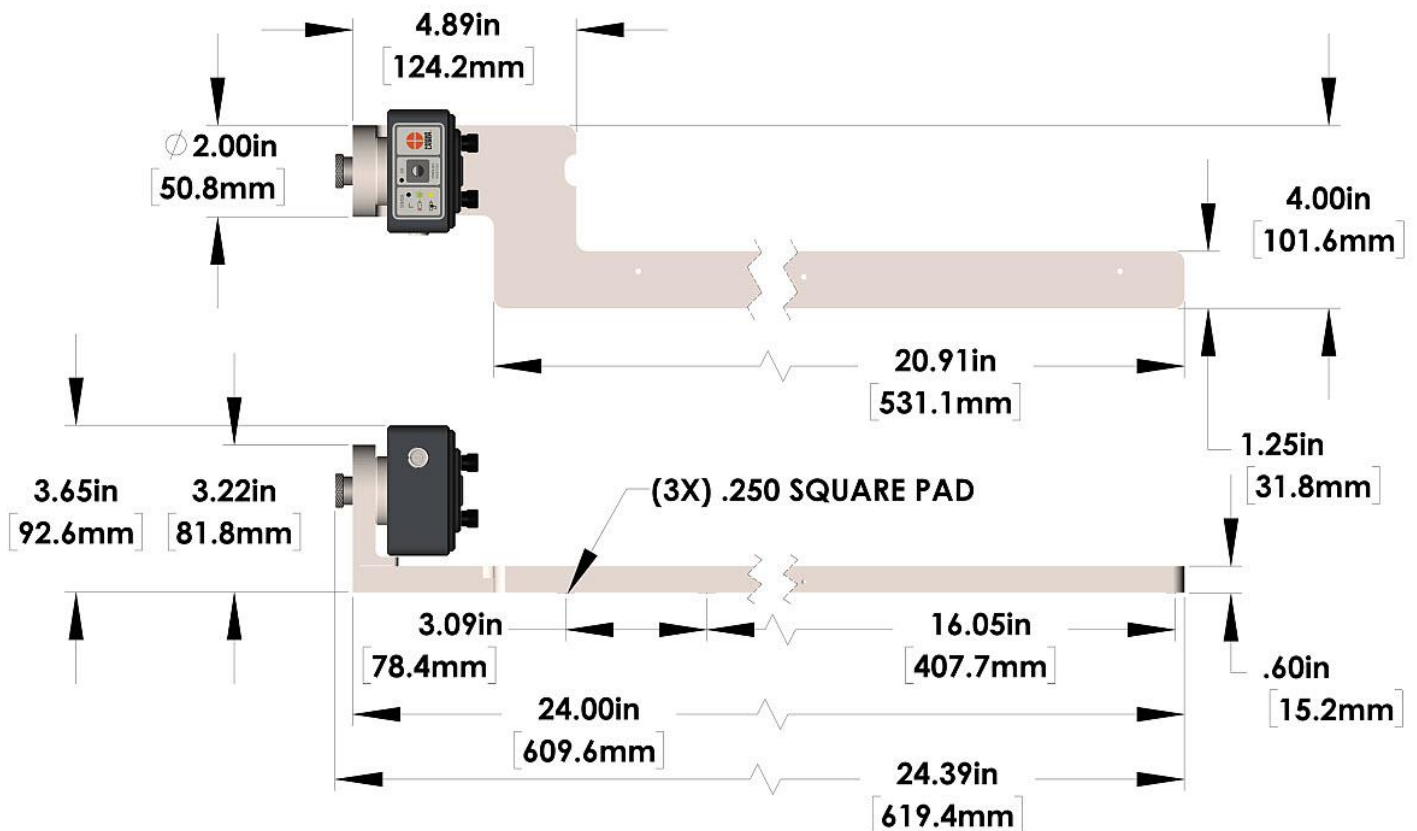 4.89in
[124.2mm]
∅ 2.00in
[50.8mm]
4.00in
[101.6mm]
20.91in
[531.1mm]
1.25in
[31.8mm]
3.65in
[92.6mm]
3.22in
[81.8mm]
(3X) .250 SQUARE PAD
3.09in
[78.4mm]
16.05in
[407.7mm]
.60in
[15.2mm]
24.00in
[609.6mm]
24.39in
[619.4mm]